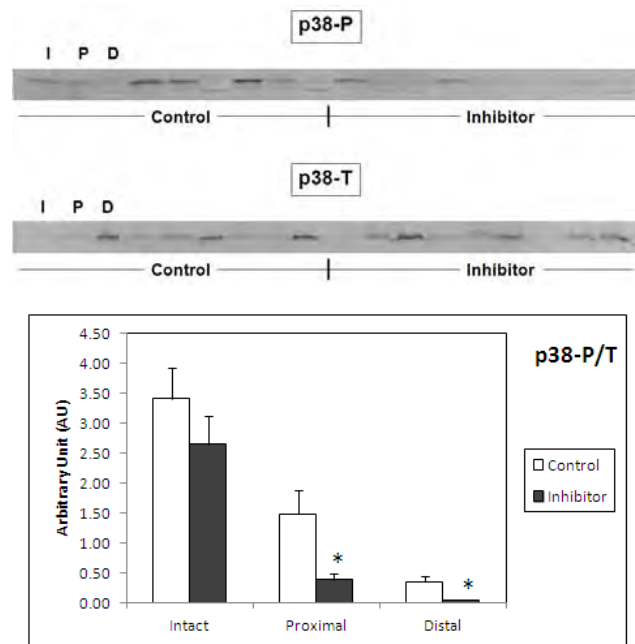 p38-P
I P D
Control Inhibitor
p38-T
I P D
Control Inhibitor
p38-P/T
4.50
4.00
3.50
3.00
2.50
2.00
1.50
1.00
0.50
0.00
Arbitrary Unit (AU)
Control
Inhibitor
* *
Intact Proximal Distal